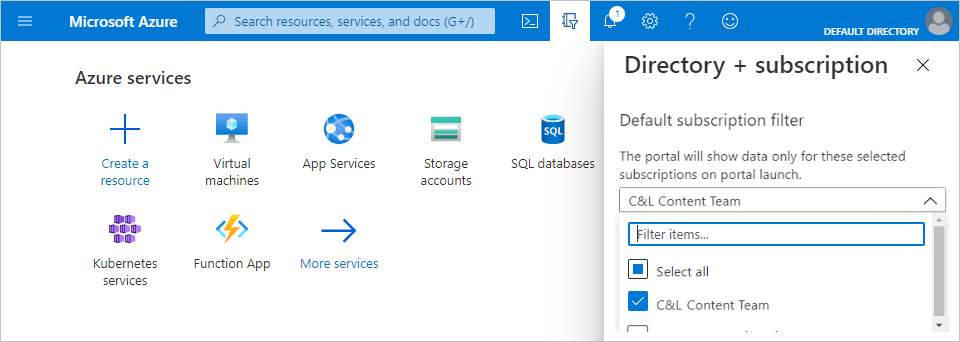 Microsoft Azure
Search resources, services, and docs (G+/)
1
DEFAULT DIRECTORY
Azure services
Create a
resource
Virtual
machines
App Services
Storage
accounts
SQL
SQL databases
Kubernetes
services
Function App
More services
Directory + subscription
Default subscription filter
The portal will show data only for these selected
subscriptions on portal launch.
C&L Content Team
Filter items...
Select all
C&L Content Team